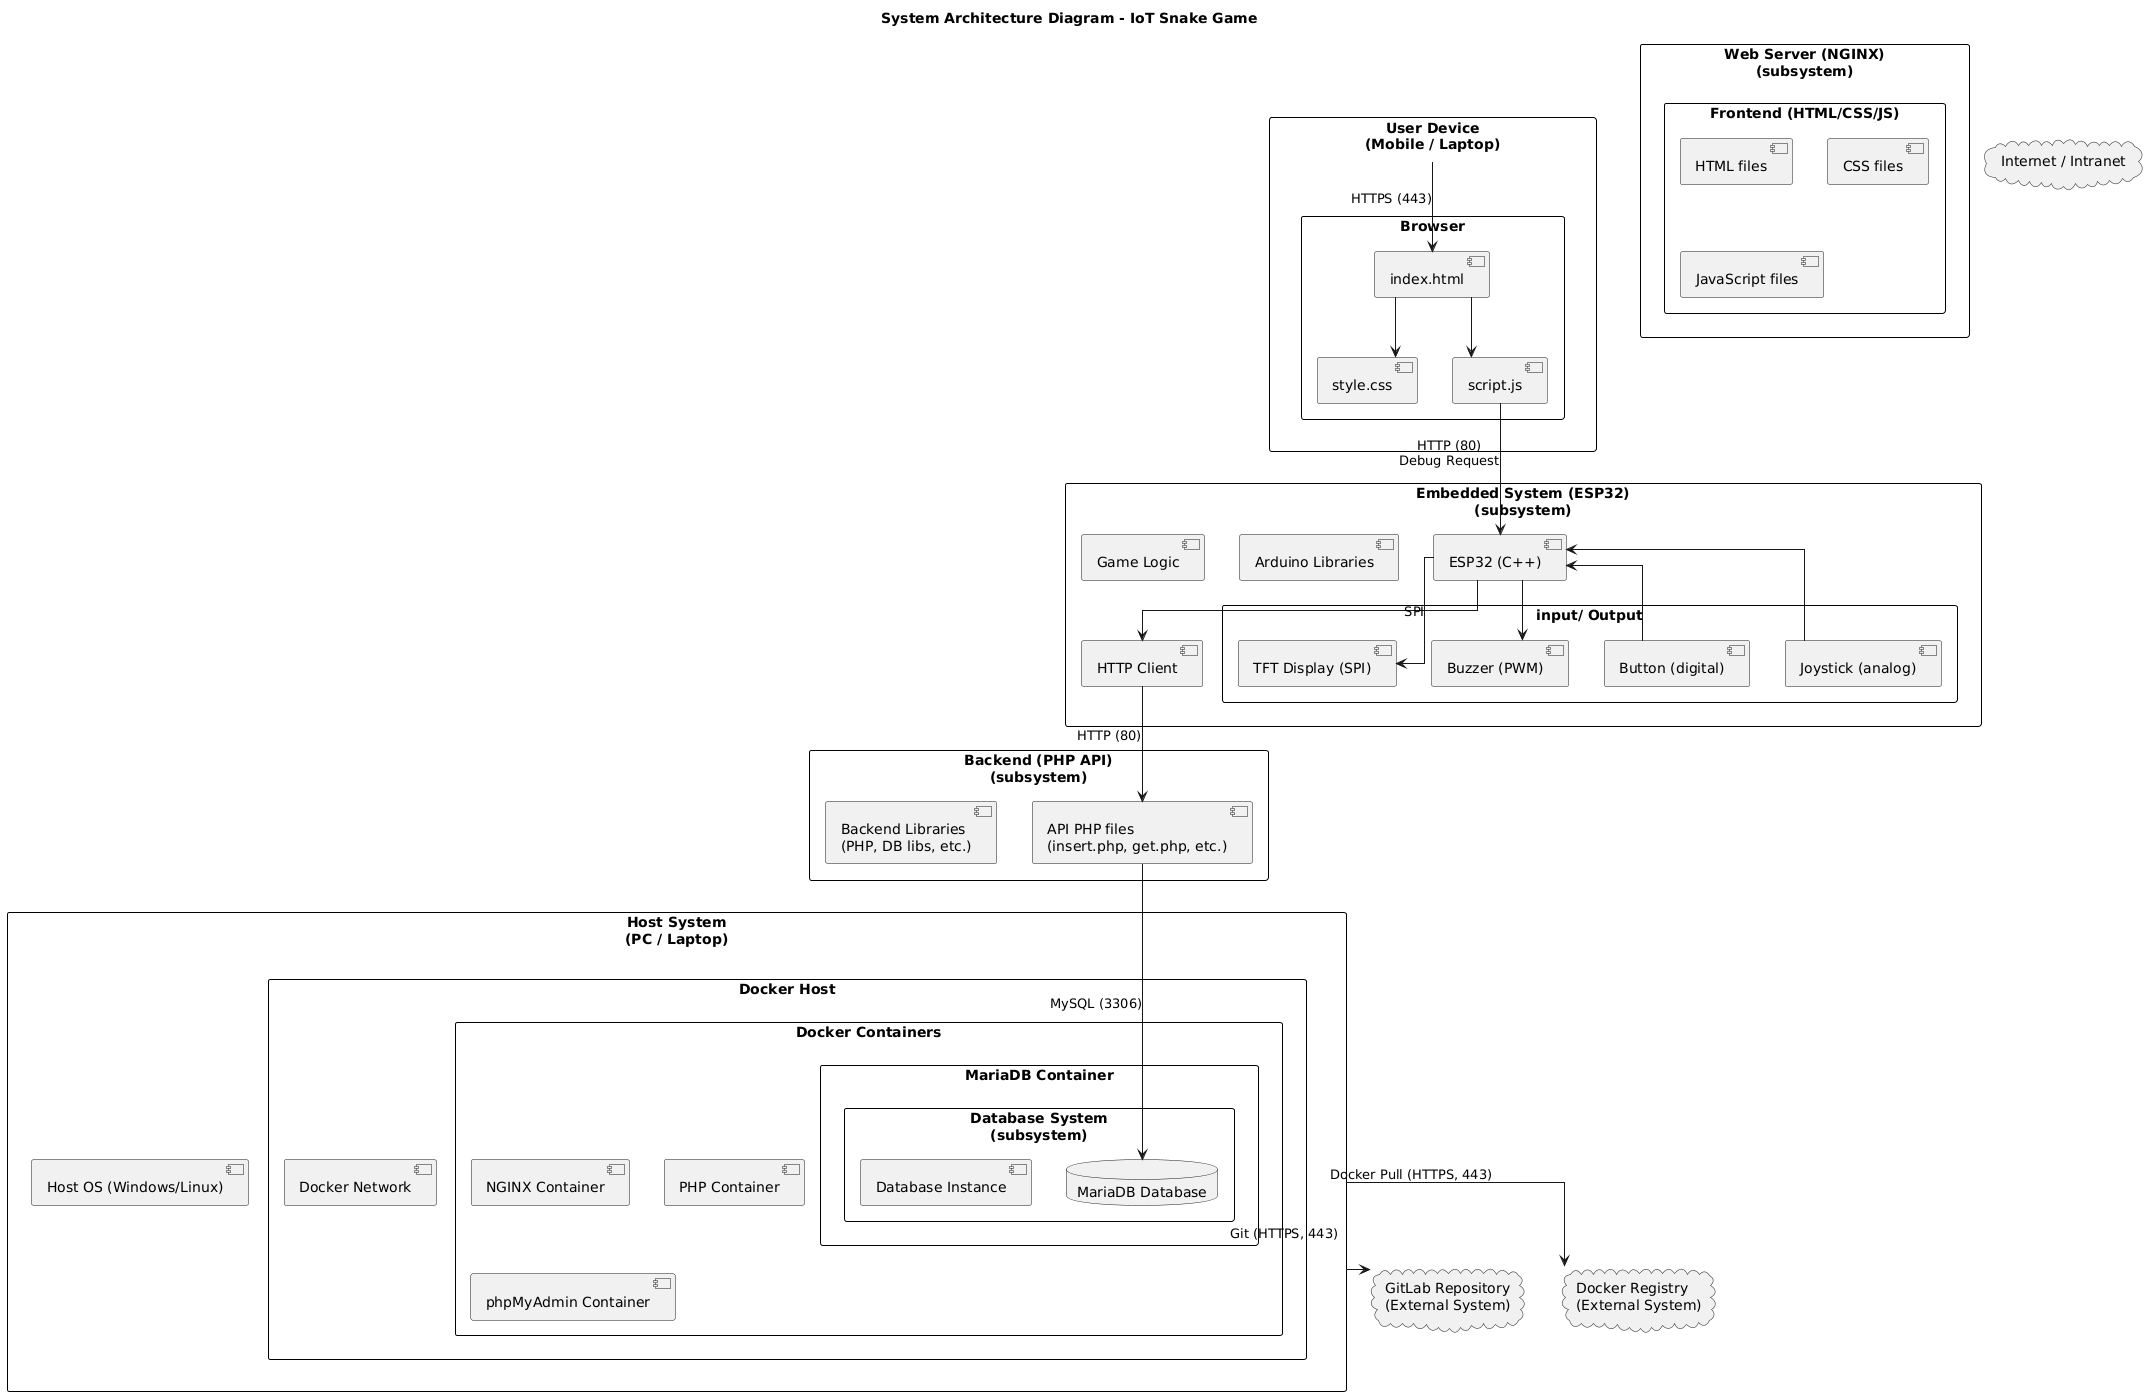 System Architecture Diagram - IoT Snake Game
Web Server (NGINX)
(subsystem)
Frontend (HTML/CSS/JS)
HTML files
CSS files
JavaScript files
Internet / Intranet
User Device
(Mobile / Laptop)
HTTPS (443)
Browser
index.html
style.css
script.js
HTTP (80)
Debug Request
Embedded System (ESP32)
(subsystem)
Game Logic
Arduino Libraries
ESP32 (C++)
SPI
input/ Output
HTTP Client
TFT Display (SPI)
Buzzer (PWM)
Button (digital)
Joystick (analog)
HTTP (80)
Backend (PHP API)
(subsystem)
Backend Libraries
(PHP, DB libs, etc.)
API PHP files
(insert.php, get.php, etc.)
Host System
(PC / Laptop)
Docker Host
MySQL (3306)
Docker Containers
MariaDB Container
Database System
(subsystem)
Host OS (Windows/Linux)
Docker Network
NGINX Container
PHP Container
Database Instance
MariaDB Database
Docker Pull (HTTPS, 443)
Git (HTTPS, 443)
phpMyAdmin Container
GitLab Repository
(External System)
Docker Registry
(External System)